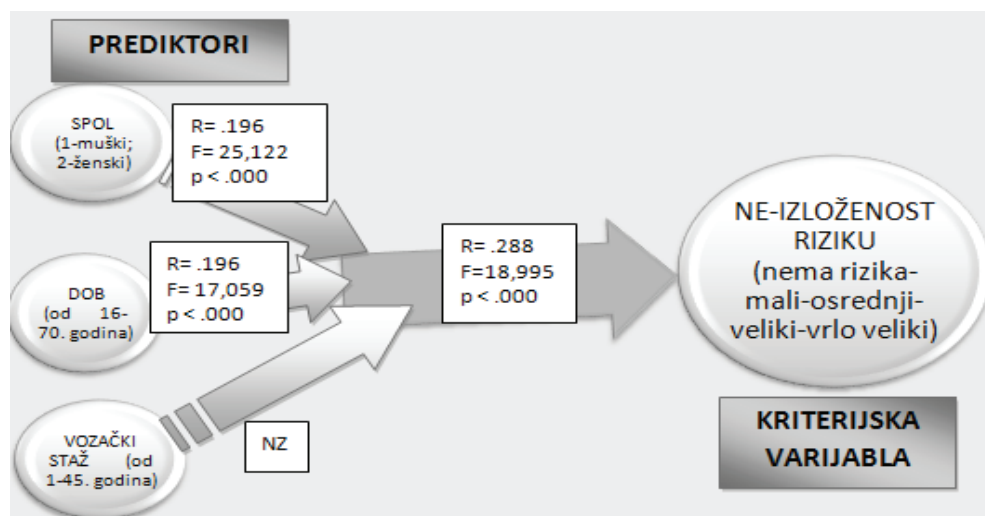 PREDIKTORI
SPOL
(1-muški;
2-ženski)
R= .196
F= 25,122
p < .000
DOB
(od 16-
70. godina)
R= .196
F= 17,059
p < .000
VOZAČKI
STAŽ (od
1-45. godina)
NZ
R= .288
F=18,995
p < .000
NE-IZLOŽENOST
RIZIKU
(nema rizika-
mali-osrednji-
veliki-vrlo veliki)
KRITERIJSKA
VARIJABLA